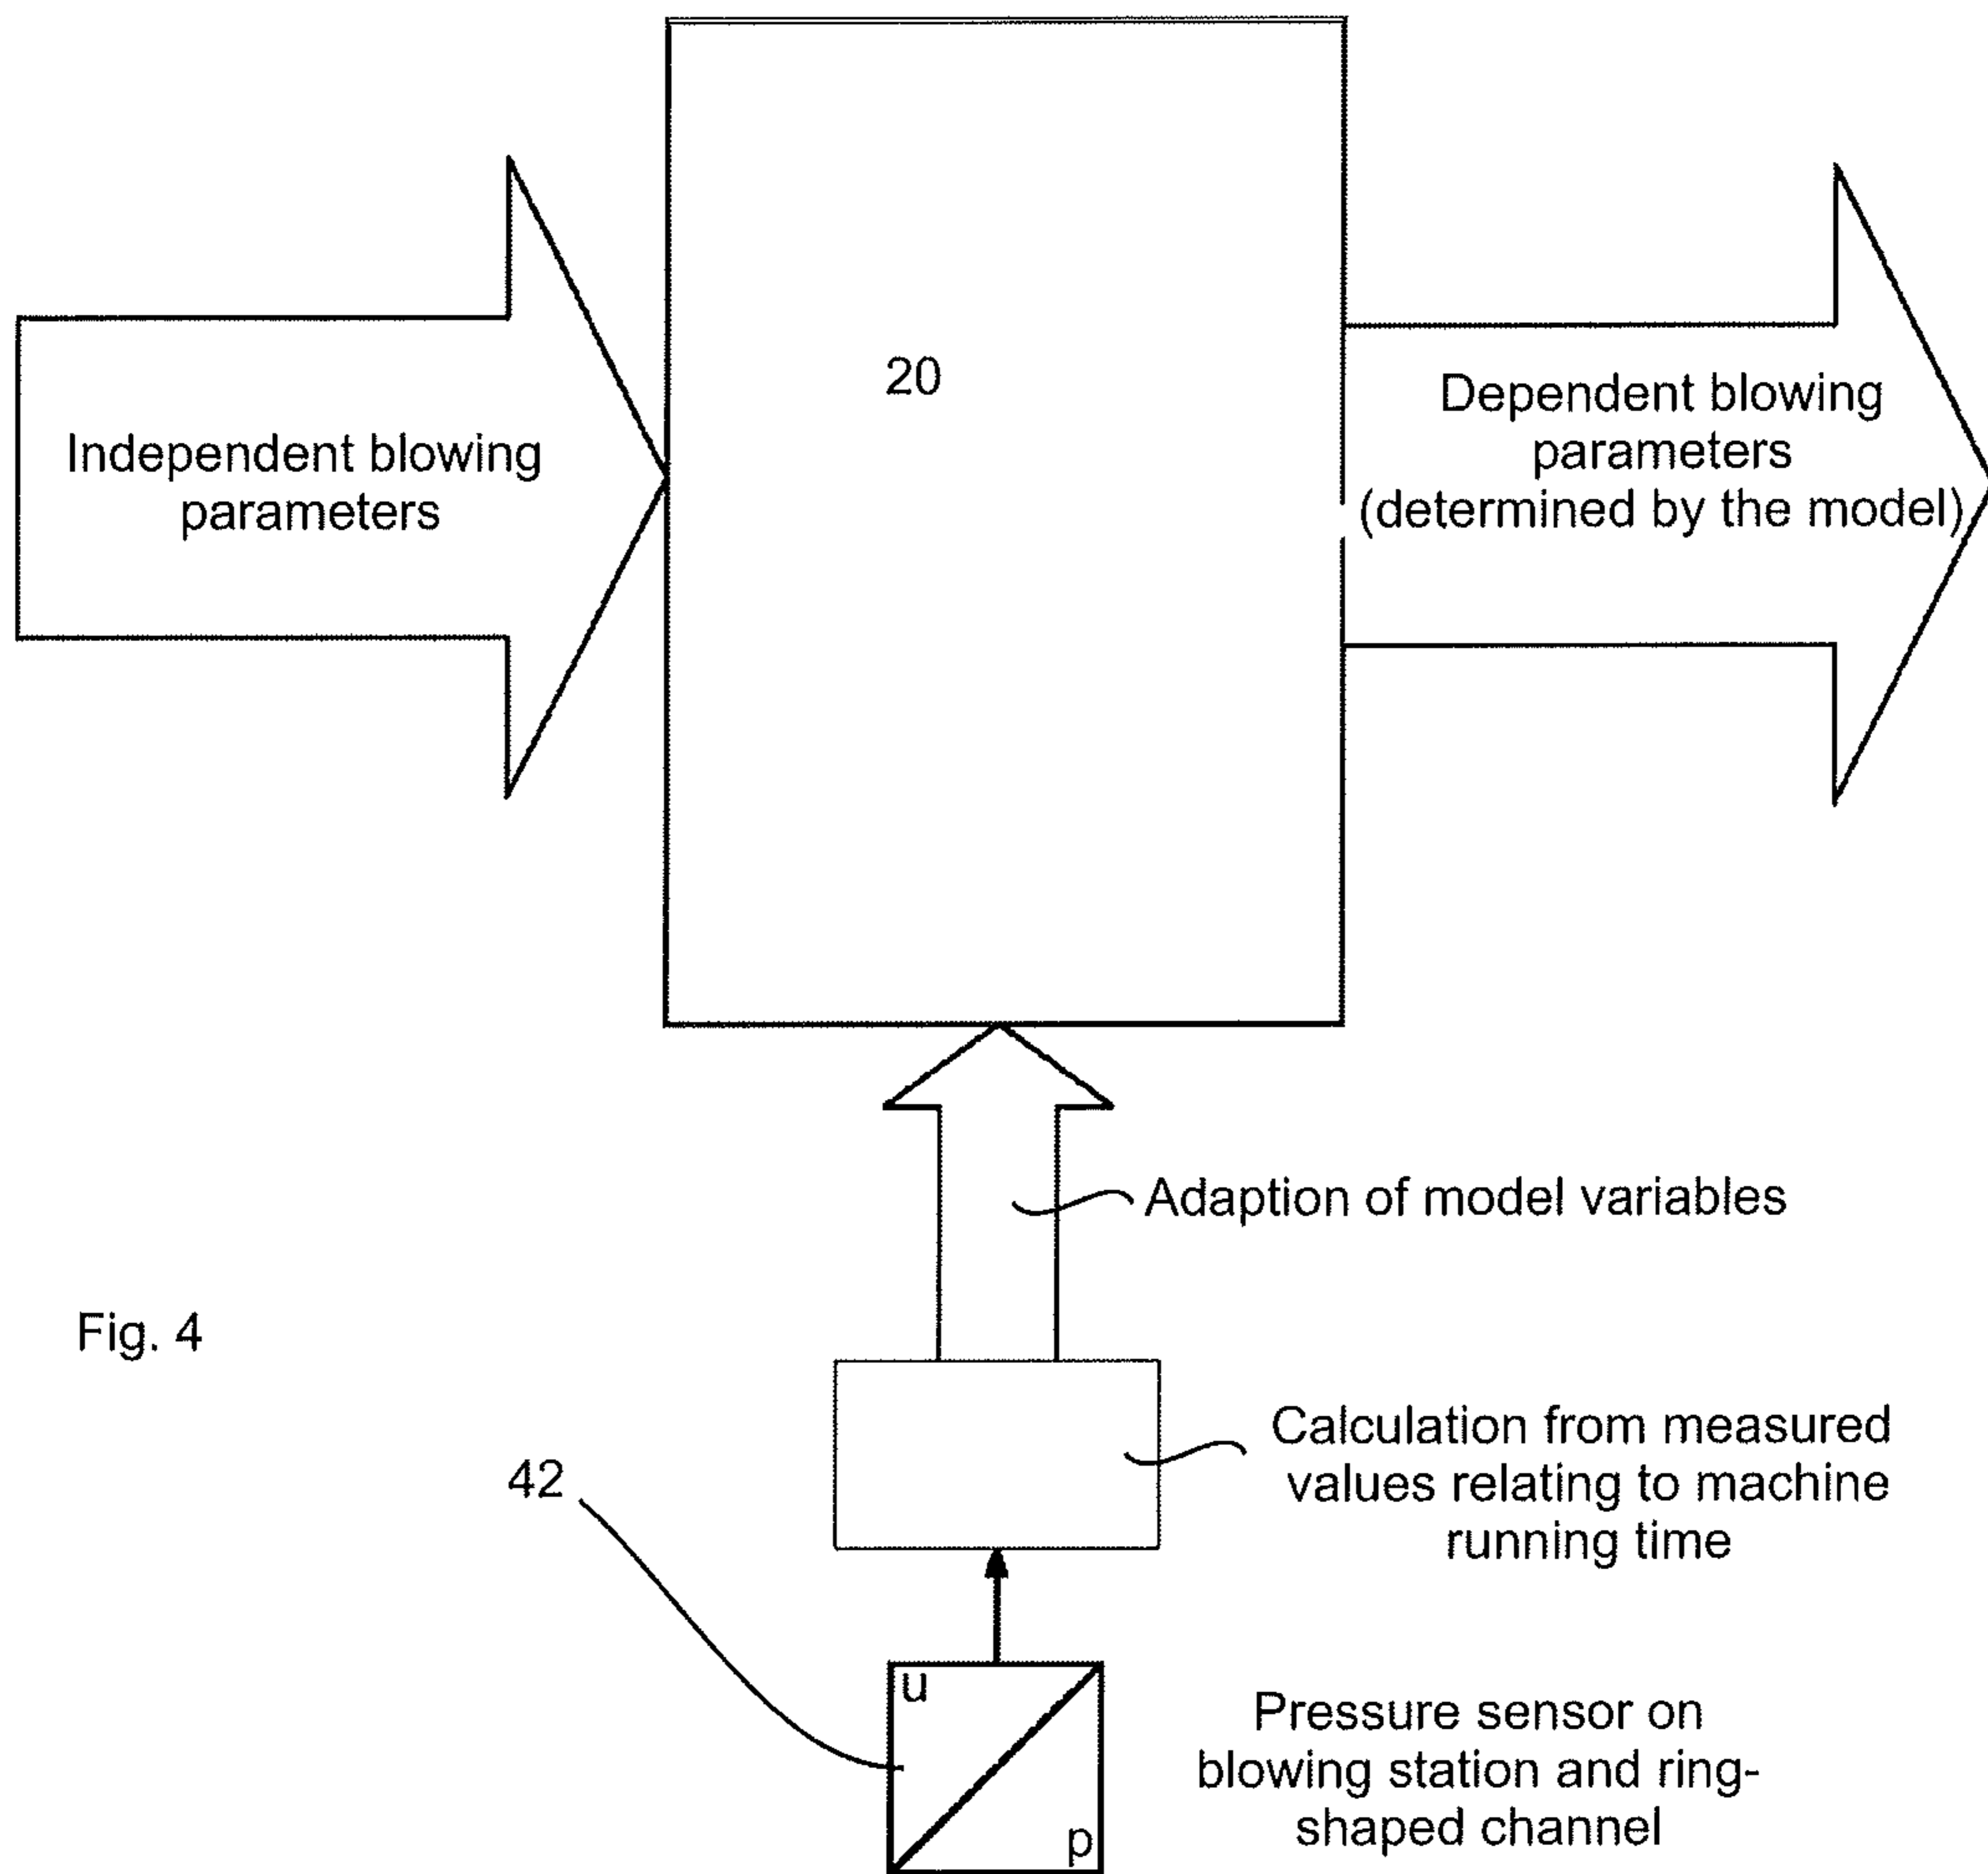 20
Independent blowing
parameters
Dependent blowing
parameters
(determined by the model)
Adaption of model variables
Fig. 4
Calculation from measured
values relating to machine
running time
42
u
p
Pressure sensor on
blowing station and ring-
shaped channel